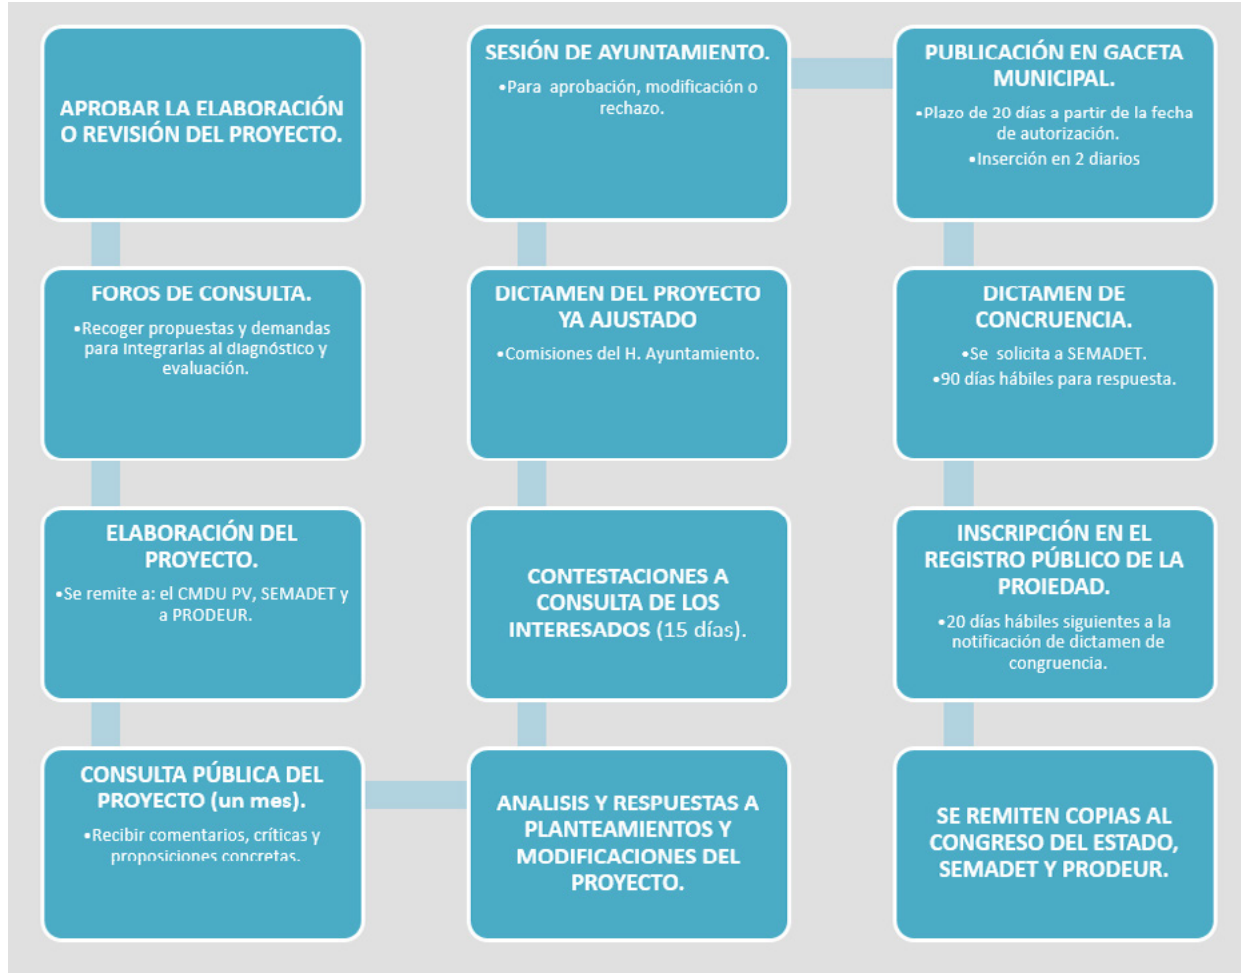 APROBAR LA ELABORACIÓN
O REVISIÓN DEL PROYECTO.
FOROS DE CONSULTA.
•Recoger propuestas y demandas
para integrarlas al diagnóstico y
evaluación.
ELABORACIÓN DEL
PROYECTO.
•Se remite a: el CMDU PV, SEMADET y
a PRODEUR.
CONSULTA PÚBLICA DEL
PROYECTO (un mes).
•Recibir comentarios, críticas y
proposiciones concretas.
ANALISIS Y RESPUESTAS A
PLANTEAMIENTOS Y
MODIFICACIONES DEL
PROYECTO.
CONTESTACIONES A
CONSULTA DE LOS
INTERESADOS (15 días).
DICTAMEN DEL PROYECTO
YA AJUSTADO
•Comisiones del H. Ayuntamiento.
SESIÓN DE AYUNTAMIENTO.
•Para aprobación, modificación o
rechazo.
PUBLICACIÓN EN GACETA
MUNICIPAL.
•Plazo de 20 días a partir de la fecha
de autorización.
•Inserción en 2 diarios
DICTAMEN DE
CONCRUENCIA.
•Se solicita a SEMADET.
•90 días hábiles para respuesta.
INSCRIPCIÓN EN EL
REGISTRO PÚBLICO DE LA
PROIEDAD.
•20 días hábiles siguientes a la
notificación de dictamen de
congruencia.
SE REMITEN COPIAS AL
CONGRESO DEL ESTADO,
SEMADET Y PRODEUR.